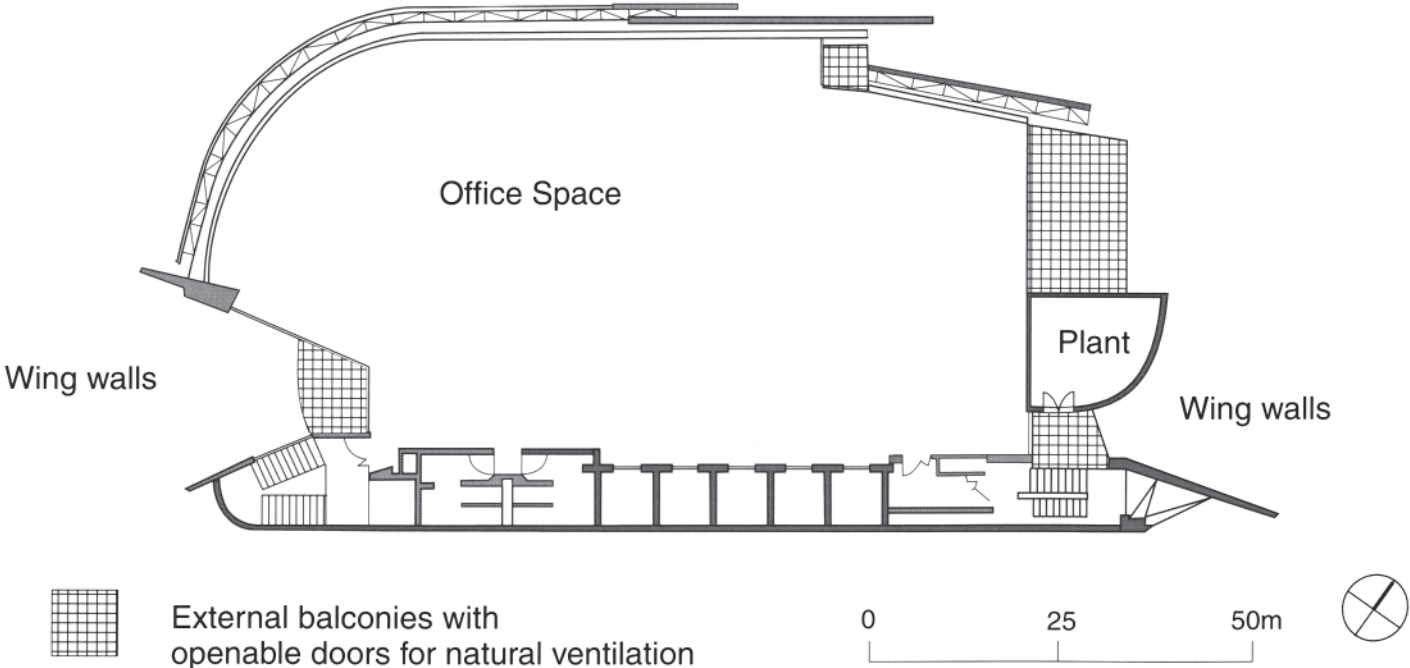 Office Space
Plant
Wing walls
Wing walls
External balconies with
openable doors for natural ventilation
0 25 50m